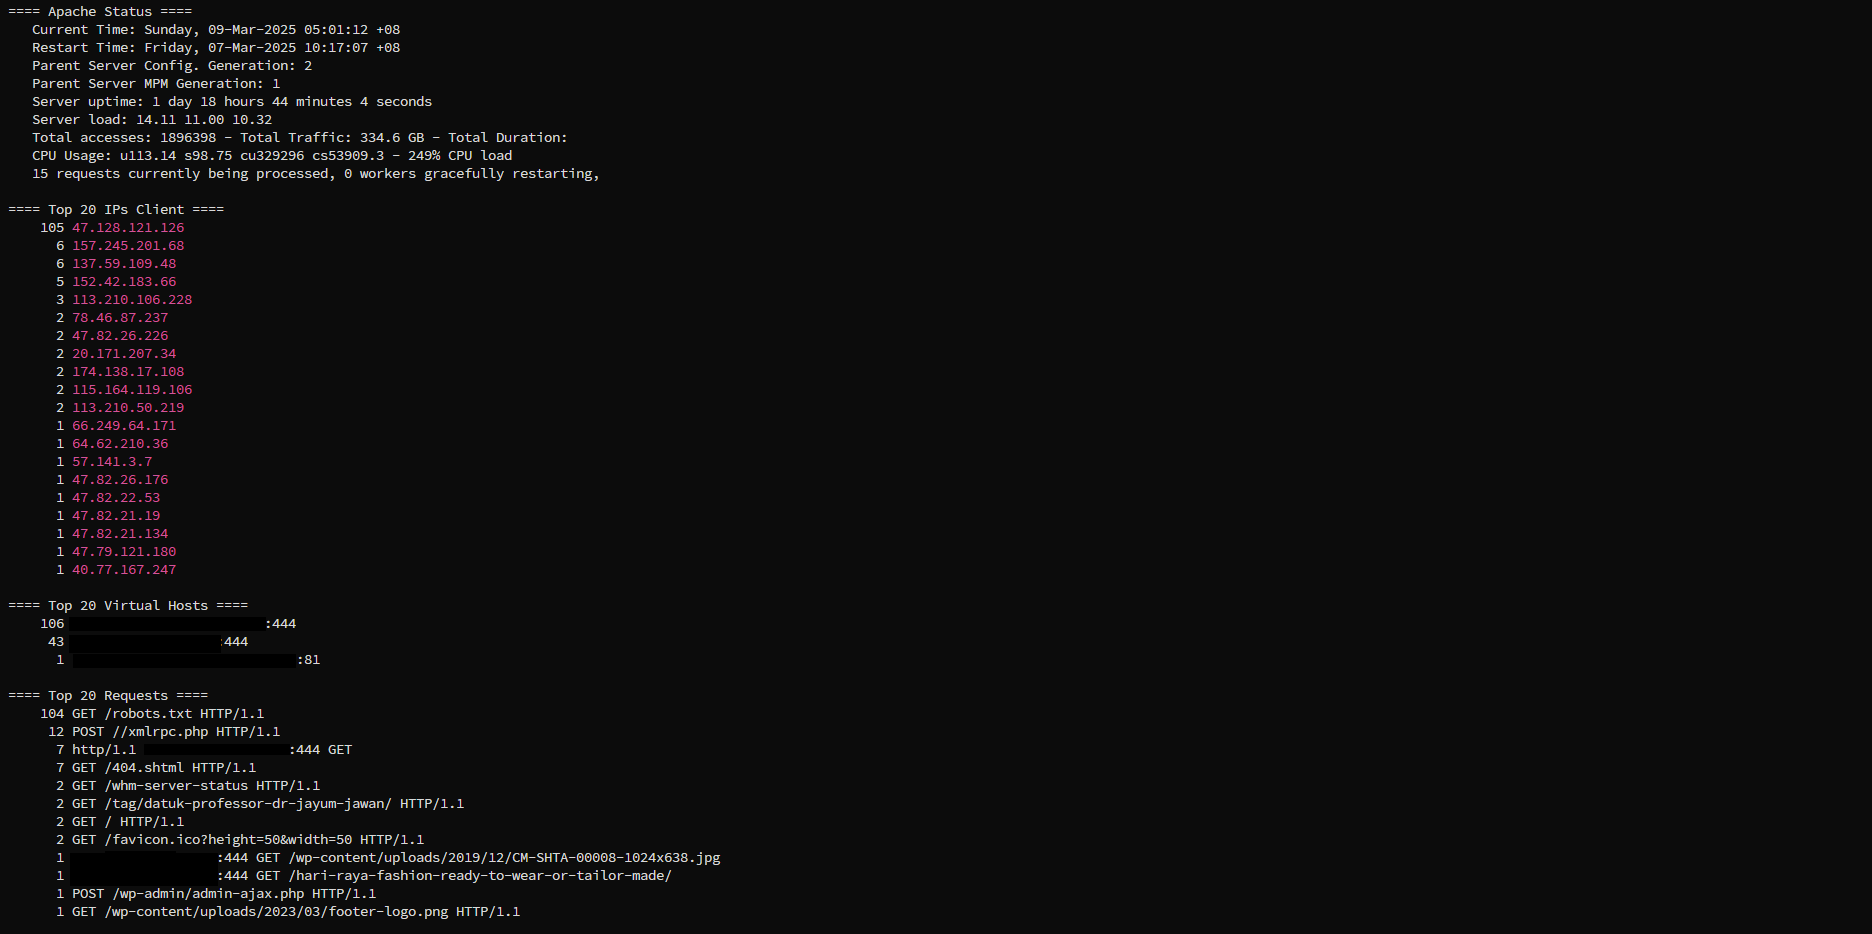 ==== Apache Status ====
Current Time: Sunday, 09-Mar-2025 05:01:12 +08
Restart Time: Friday, 07-Mar-2025 10:17:07 +08
Parent Server Config. Generation: 2
Parent Server MPM Generation: 1
Server uptime: 1 day 18 hours 44 minutes 4 seconds
Server load: 14.11 11.00 10.32
Total accesses: 1896398 - Total Traffic: 334.6 GB - Total Duration:
CPU Usage: u113.14 s98.75 cu329296 cs53909.3 - 249% CPU load
15 requests currently being processed, 0 workers gracefully restarting,
==== Top 20 IPs Client ====
105 47.128.121.126
6 157.245.201.68
6 137.59.109.48
5 152.42.183.66
3 113.210.106.228
2 78.46.87.237
2 47.82.26.226
2 20.171.207.34
2 174.138.17.108
2 115.164.119.106
2 113.210.50.219
1 66.249.64.171
1 64.62.210.36
1 57.141.3.7
1 47.82.26.176
1 47.82.22.53
1 47.82.21.19
1 47.82.21.134
1 47.79.121.180
1 40.77.167.247
==== Top 20 Virtual Hosts ====
106 :444
43 :444
1 :81
==== Top 20 Requests ====
104 GET /robots.txt HTTP/1.1
12 POST //xmlrpc.php HTTP/1.1
7 http/1.1 :444 GET
7 GET /404.shtml HTTP/1.1
2 GET /whm-server-status HTTP/1.1
2 GET /tag/datuk-professor-dr-jayum-jawan/ HTTP/1.1
2 GET / HTTP/1.1
2 GET /favicon.ico?height=50&width=50 HTTP/1.1
1 :444 GET /wp-content/uploads/2019/12/CM-SHTA-00008-1024x638.jpg
1 :444 GET /hari-raya-fashion-ready-to-wear-or-tailor-made/
1 POST /wp-admin/admin-ajax.php HTTP/1.1
1 GET /wp-content/uploads/2023/03/footer-logo.png HTTP/1.1